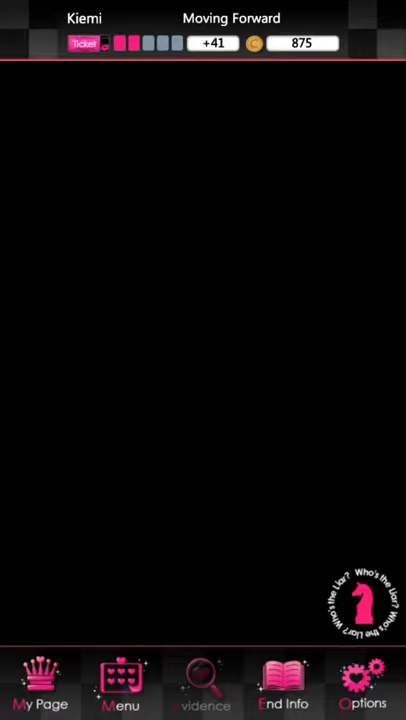 Kiemi Moving Forward
Ticket +41 C 875
Who's the Liar? Who's the Liar? Who's the Liar?
My Page Menu Evidence End Info Options